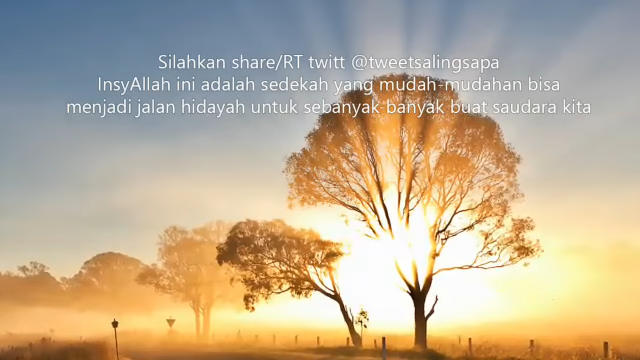 Silahkan share/RT twitt @tweetsalingsapa
InsyAllah ini adalah sedekah yang mudah-mudahan bisa
menjadi jalan hidayah untuk sebanyak banyak buat saudara kita